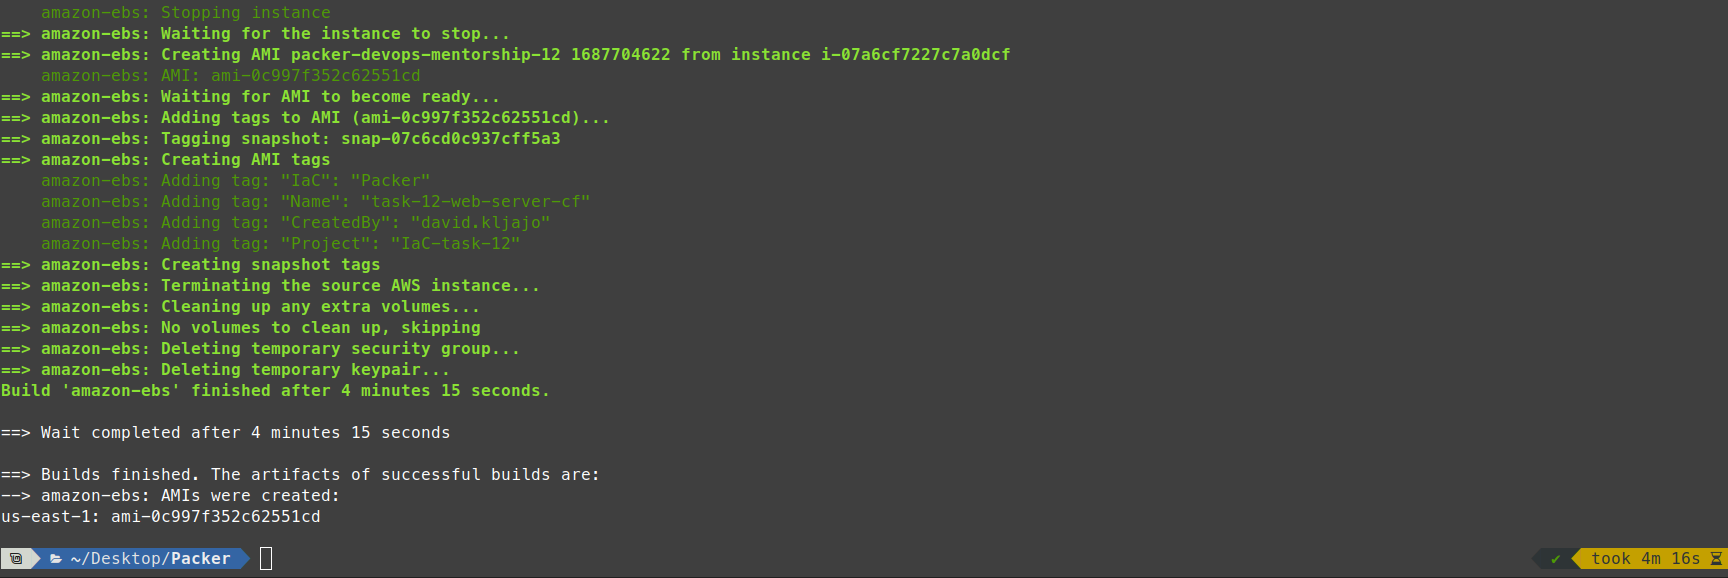 amazon-ebs: Stopping instance
==> amazon-ebs: Waiting for the instance to stop...
==> amazon-ebs: Creating AMI packer-devops-mentorship-12 1687704622 from instance i-07a6cf7227c7a0dcf
amazon-ebs: AMI: ami-0c997f352c62551cd
==> amazon-ebs: Waiting for AMI to become ready...
==> amazon-ebs: Adding tags to AMI (ami-0c997f352c62551cd)...
==> amazon-ebs: Tagging snapshot: snap-07c6cd0c937cff5a3
==> amazon-ebs: Creating AMI tags
amazon-ebs: Adding tag: "IaC": "Packer"
amazon-ebs: Adding tag: "Name": "task-12-web-server-cf"
amazon-ebs: Adding tag: "CreatedBy": "david.kljajo"
amazon-ebs: Adding tag: "Project": "IaC-task-12"
==> amazon-ebs: Creating snapshot tags
==> amazon-ebs: Terminating the source AWS instance...
==> amazon-ebs: Cleaning up any extra volumes...
==> amazon-ebs: No volumes to clean up, skipping
==> amazon-ebs: Deleting temporary security group...
==> amazon-ebs: Deleting temporary keypair...
Build 'amazon-ebs' finished after 4 minutes 15 seconds.
==> Wait completed after 4 minutes 15 seconds
==> Builds finished. The artifacts of successful builds are:
--> amazon-ebs: AMIs were created:
us-east-1: ami-0c997f352c62551cd
~/Desktop/Packer ✔ took 4m 16s